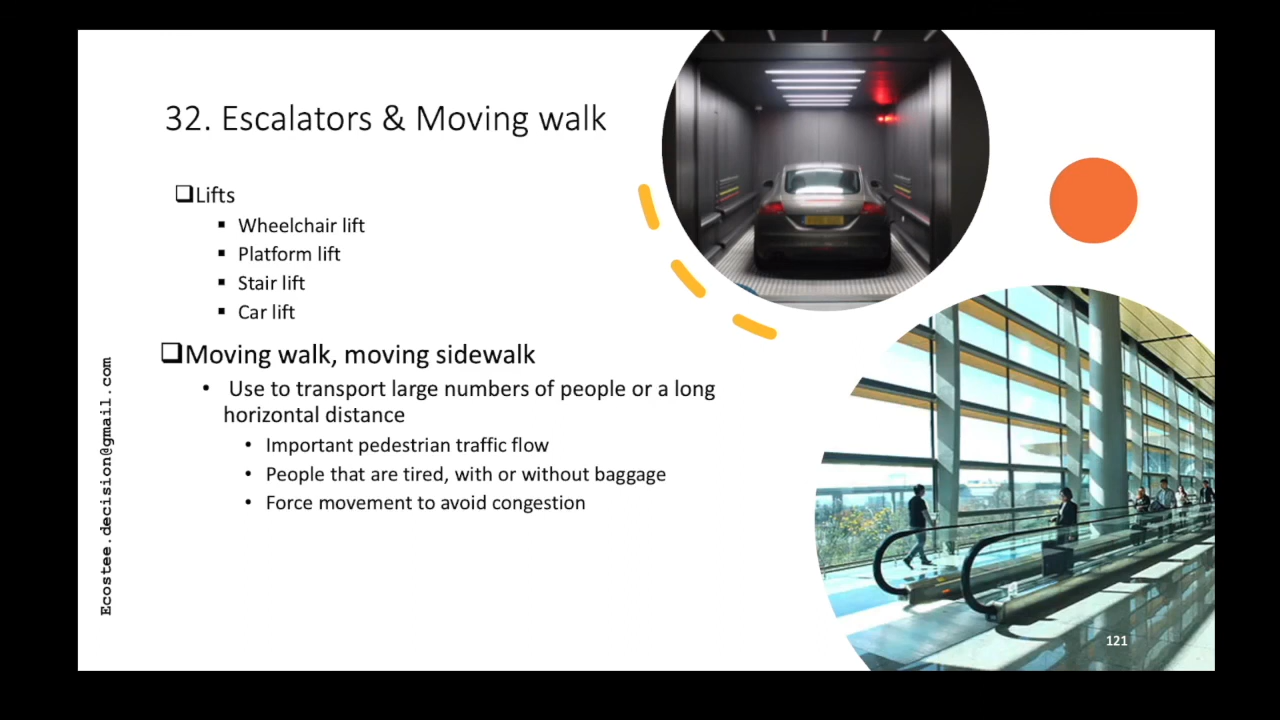 32. Escalators & Moving walk
Lifts
Wheelchair lift
Platform lift
Stair lift
Car lift
Moving walk, moving sidewalk
Use to transport large numbers of people or a long
horizontal distance
Important pedestrian traffic flow
People that are tired, with or without baggage
Force movement to avoid congestion
Ecostee.decision@gmail.com
121